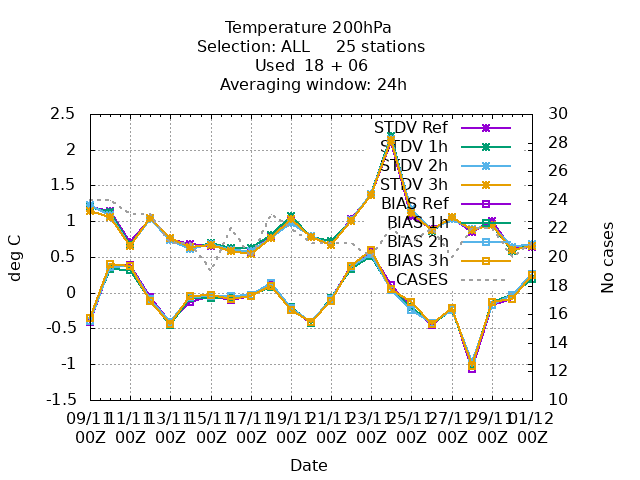 Temperature 200hPa
Selection: ALL     25 stations
Used  18 + 06
Averaging window: 24h
2.5
2
1.5
1
0.5
0
-0.5
-1
-1.5
deg C
30
28
26
24
22
20
18
16
14
12
10
No cases
STDV Ref
STDV 1h
STDV 2h
STDV 3h
BIAS Ref
BIAS 1h
BIAS 2h
BIAS 3h
CASES
09/11 11/11 13/11 15/11 17/11 19/11 21/11 23/11 25/11 27/11 29/11 01/12
00Z 00Z 00Z 00Z 00Z 00Z 00Z 00Z 00Z 00Z 00Z 00Z
Date